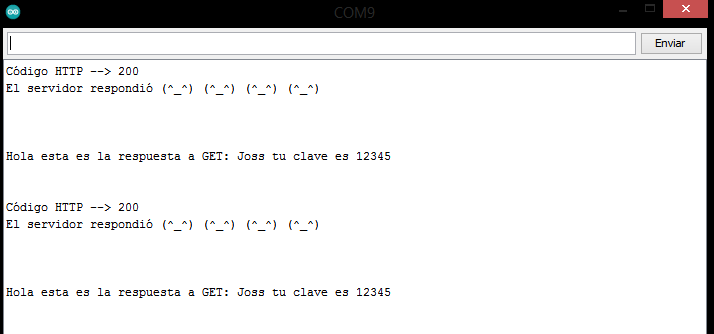 COM9
Enviar
Código HTTP --> 200
El servidor respondió (^_^) (^_^) (^_^) (^_^)
Hola esta es la respuesta a GET: Joss tu clave es 12345
Código HTTP --> 200
El servidor respondió (^_^) (^_^) (^_^) (^_^)
Hola esta es la respuesta a GET: Joss tu clave es 12345